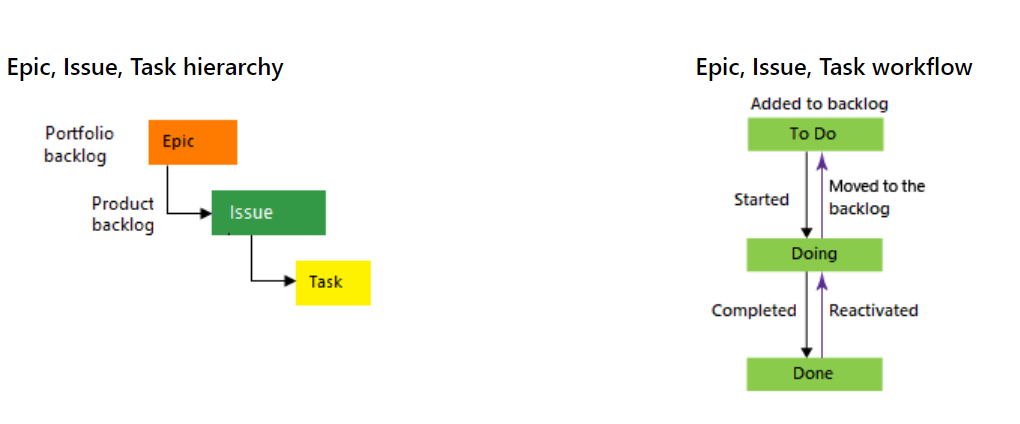 Epic, Issue, Task hierarchy
Portfolio
backlog
Epic
Product
backlog
Issue
Task
Epic, Issue, Task workflow
Added to backlog
To Do
Started
Moved to the
backlog
Doing
Completed
Reactivated
Done